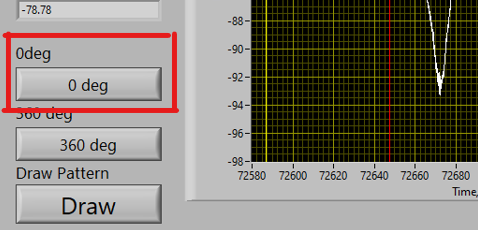 -78.78
0deg
0 deg
360 deg
360 deg
Draw Pattern
Draw
-88
-90
-92
-94
-96
-98
72580
72600
72620
72640
72660
72680
Time,